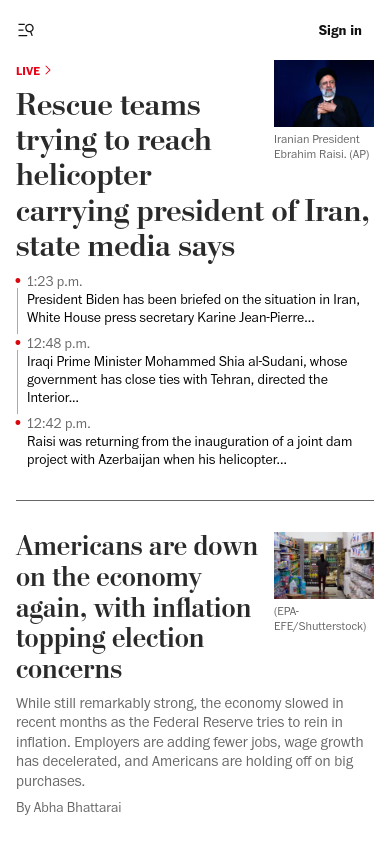 Sign in
LIVE
Rescue teams
trying to reach
helicopter
carrying president of Iran,
state media says
Iranian President
Ebrahim Raisi. (AP)
1:23 p.m.
President Biden has been briefed on the situation in Iran,
White House press secretary Karine Jean-Pierre...
12:48 p.m.
Iraqi Prime Minister Mohammed Shia al-Sudani, whose
government has close ties with Tehran, directed the
Interior...
12:42 p.m.
Raisi was returning from the inauguration of a joint dam
project with Azerbaijan when his helicopter...
Americans are down
on the economy
again, with inflation
topping election
concerns
(EPA-
EFE/Shutterstock)
While still remarkably strong, the economy slowed in
recent months as the Federal Reserve tries to rein in
inflation. Employers are adding fewer jobs, wage growth
has decelerated, and Americans are holding off on big
purchases.
By Abha Bhattarai